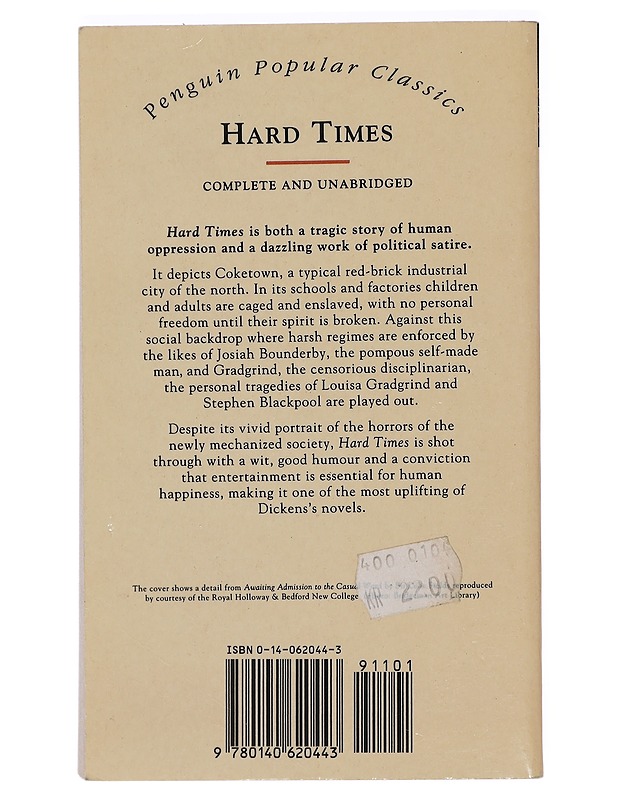 Penguin Popular Classics
HARD TIMES
COMPLETE AND UNABRIDGED
Hard Times is both a tragic story of human
oppression and a dazzling work of political satire.
It depicts Coketown, a typical red-brick industrial
city of the north. In its schools and factories children
and adults are caged and enslaved, with no personal
freedom until their spirit is broken. Against this
social backdrop where harsh regimes are enforced by
the likes of Josiah Bounderby, the pompous self-made
man, and Gradgrind, the censorious disciplinarian,
the personal tragedies of Louisa Gradgrind and
Stephen Blackpool are played out.
Despite its vivid portrait of the horrors of the
newly mechanized society, Hard Times is shot
through with a wit, good humour and a conviction
that entertainment is essential for human
happiness, making it one of the most uplifting of
Dickens's novels.
400 0104
The cover shows a detail from Awaiting Admission to the reproduced
by courtesy of the Royal Holloway & Bedford New College Library)
ISBN 0-14-062044-3
91101
9 780140 620443